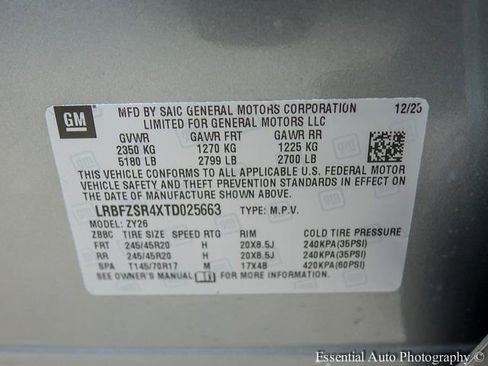 GM
MFD BY SAIC GENERAL MOTORS CORPORATION
LIMITED FOR GENERAL MOTORS LLC
12/25
GVWR GAWR FRT GAWR RR
2350 KG 1270 KG 1225 KG
5180 LB 2799 LB 2700 LB
THIS VEHICLE CONFORMS TO ALL APPLICABLE U.S. FEDERAL MOTOR
VEHICLE SAFETY AND THEFT PREVENTION STANDARDS IN EFFECT ON THE
DATE OF MANUFACTURE SHOWN ABOVE.
LRBFZSR4XTD025663 TYPE: M.P.V.
MODEL: ZY26
ZBBC TIRE SIZE SPEED RTG RIM COLD TIRE PRESSURE
FRT 245/45R20 H 20X8.5J 240KPA(35PSI)
RR 245/45R20 H 20X8.5J 240KPA(35PSI)
SPA T145/70R17 M 17X4B 420KPA(60PSI)
SEE OWNER'S MANUAL FOR MORE INFORMATION.
Essential Auto Photography ©